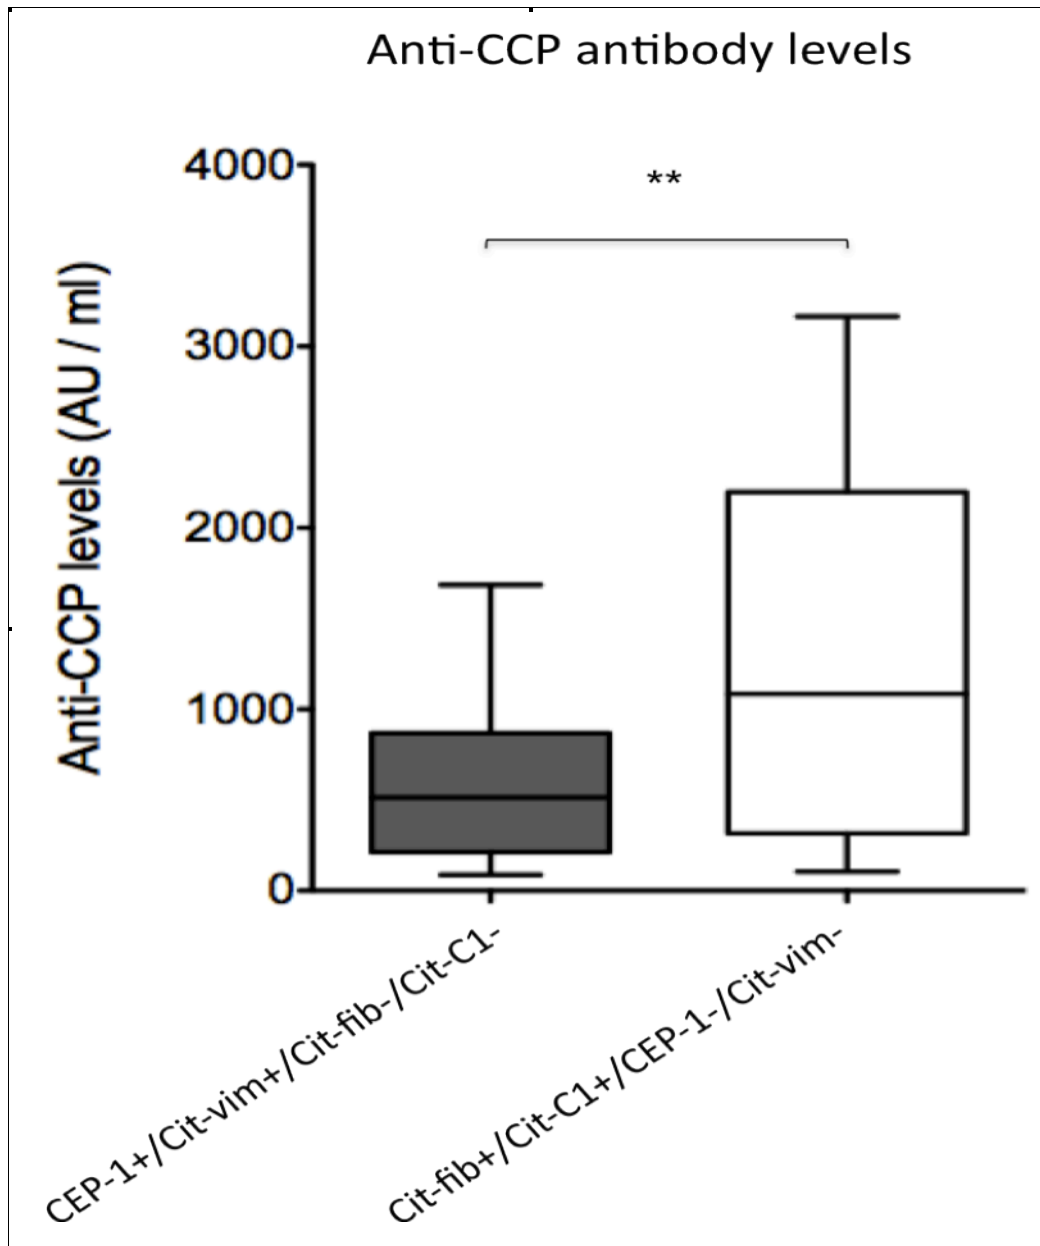 Anti-CCP antibody levels
**
4000
3000
2000
1000
0
Anti-CCP levels (AU / ml)
CEP-1+/Cit-vim+/Cit-fib-/Cit-C1-
Cit-fib+/Cit-C1+/CEP-1-/Cit-vim-